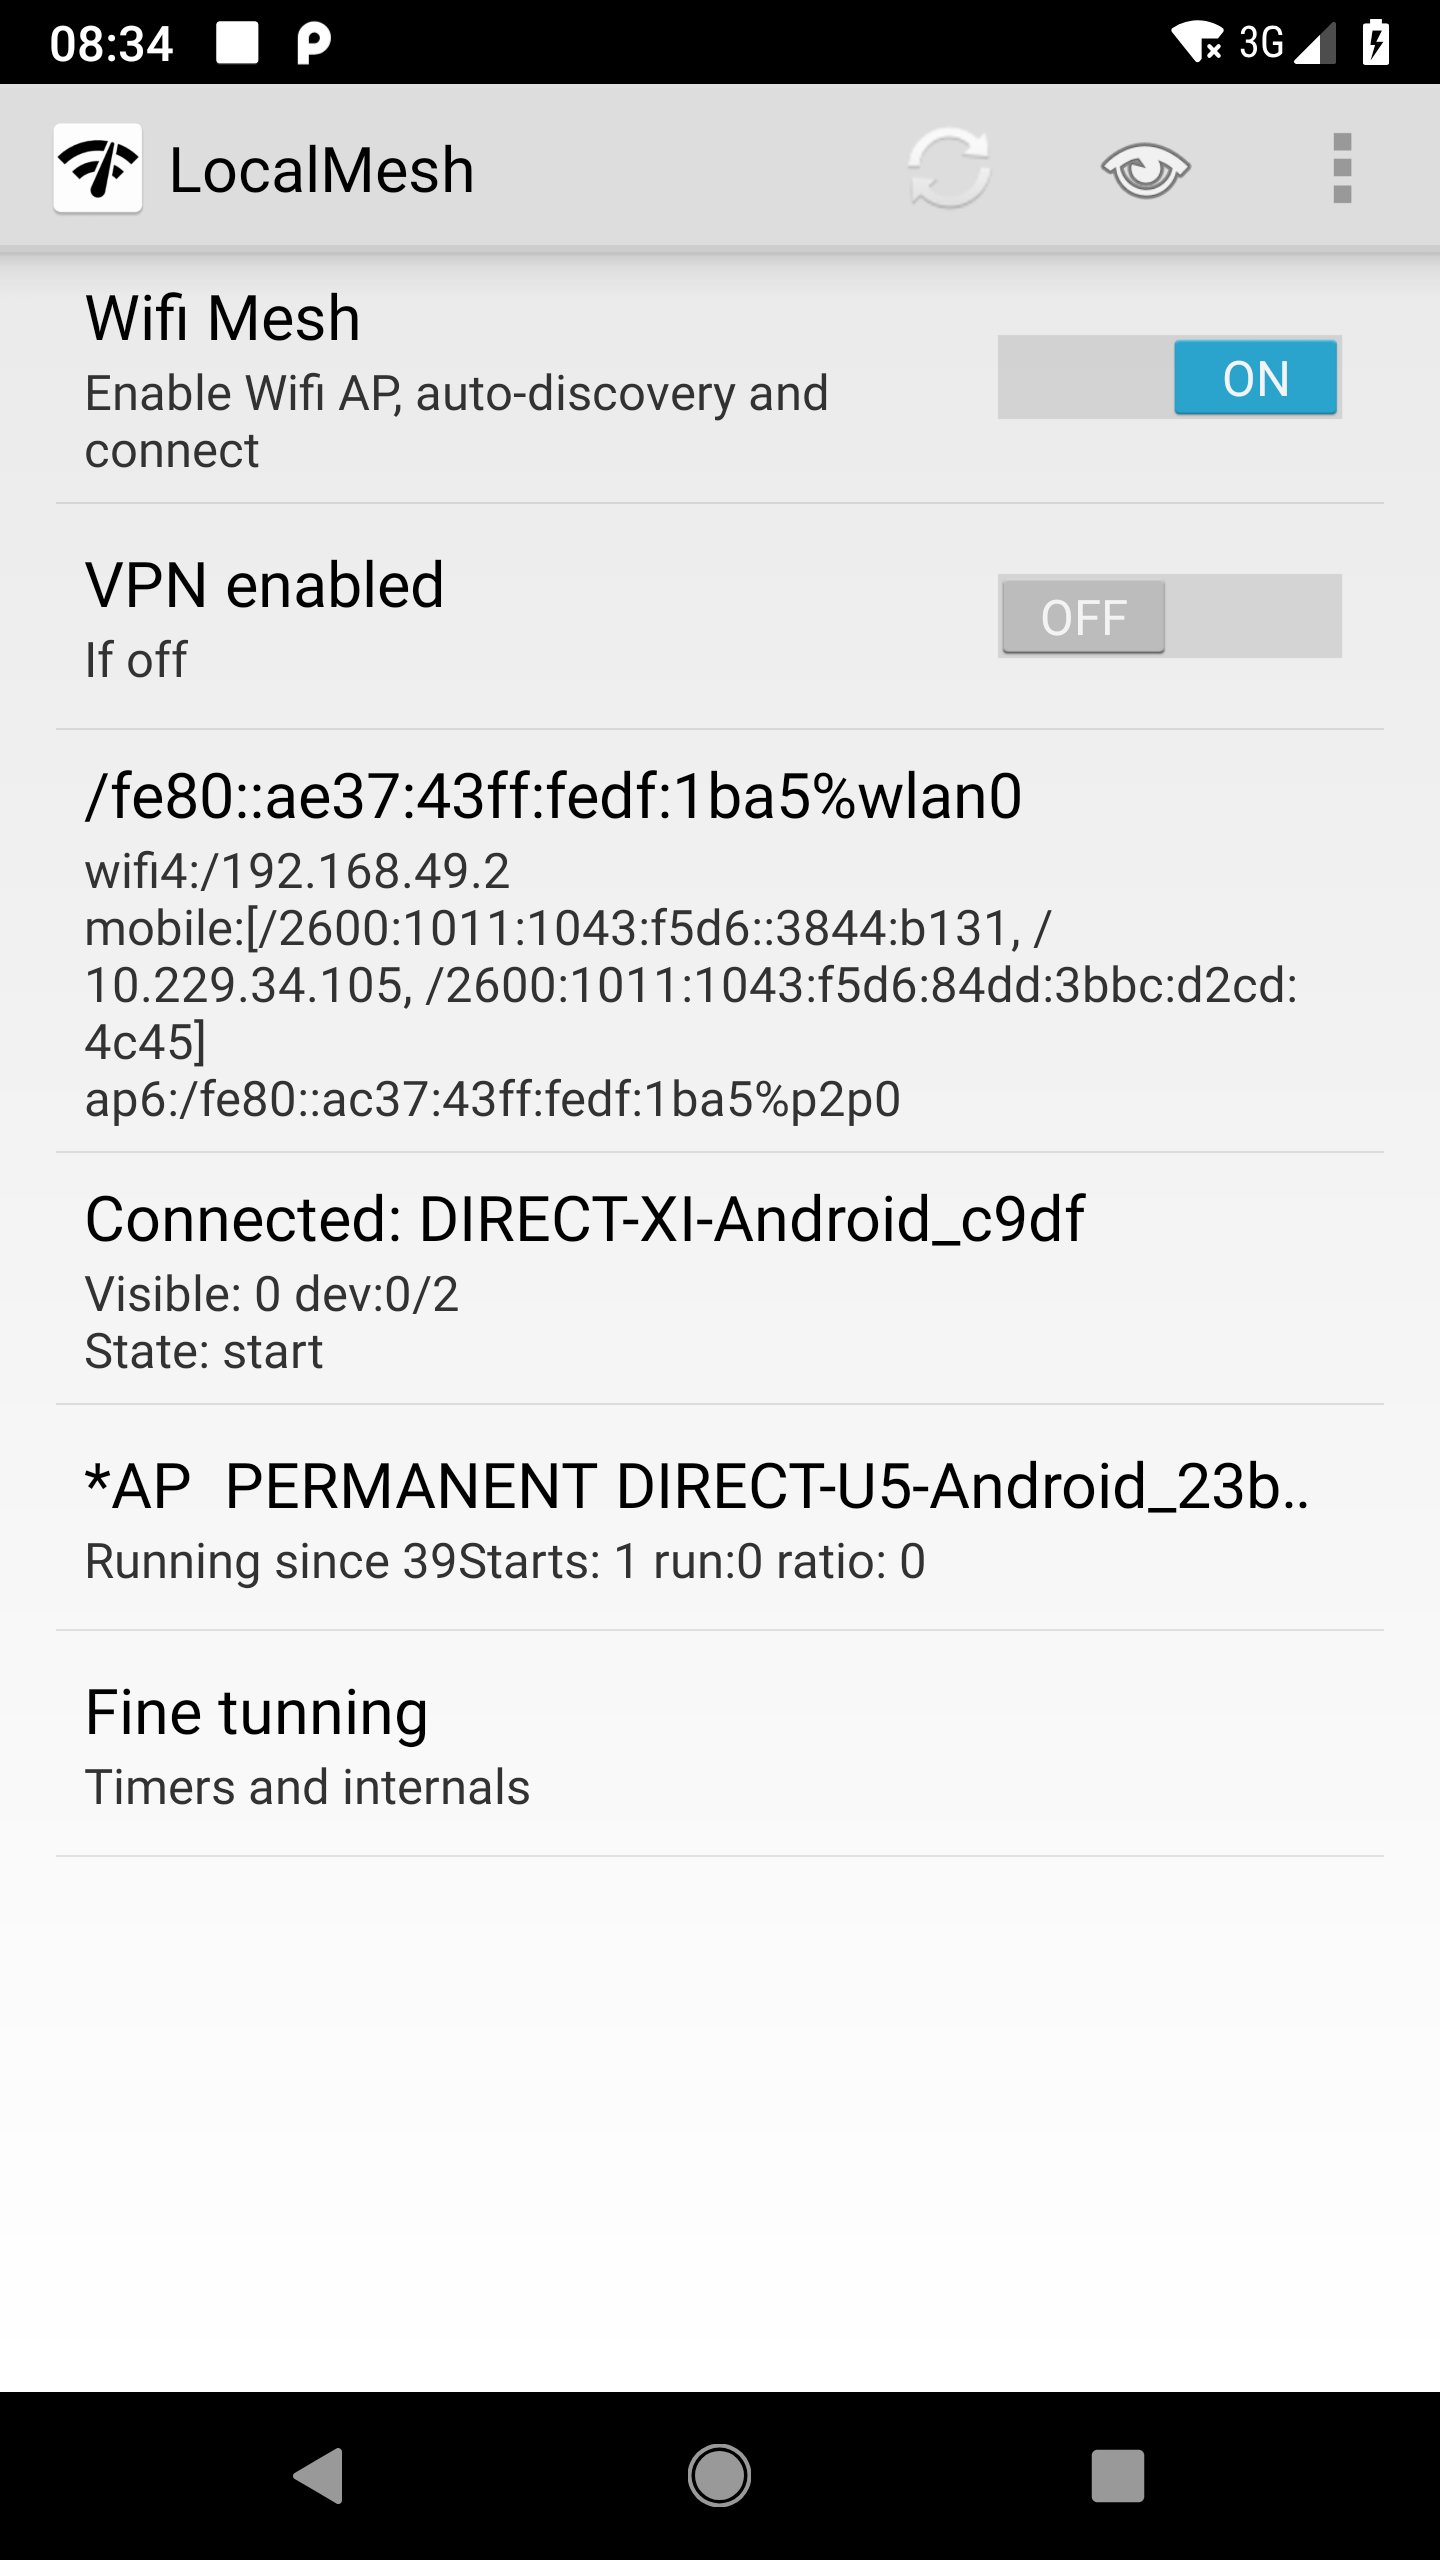 08:34
3G
LocalMesh
Wifi Mesh
Enable Wifi AP, auto-discovery and
connect
ON
VPN enabled
If off
OFF
/fe80::ae37:43ff:fedf:1ba5%wlan0
wifi4:/192.168.49.2
mobile:[/2600:1011:1043:f5d6::3844:b131, /
10.229.34.105, /2600:1011:1043:f5d6:84dd:3bbc:d2cd:
4c45]
ap6:/fe80::ac37:43ff:fedf:1ba5%p2p0
Connected: DIRECT-XI-Android_c9df
Visible: 0 dev:0/2
State: start
*AP  PERMANENT DIRECT-U5-Android_23b..
Running since 39Starts: 1 run:0 ratio: 0
Fine tunning
Timers and internals